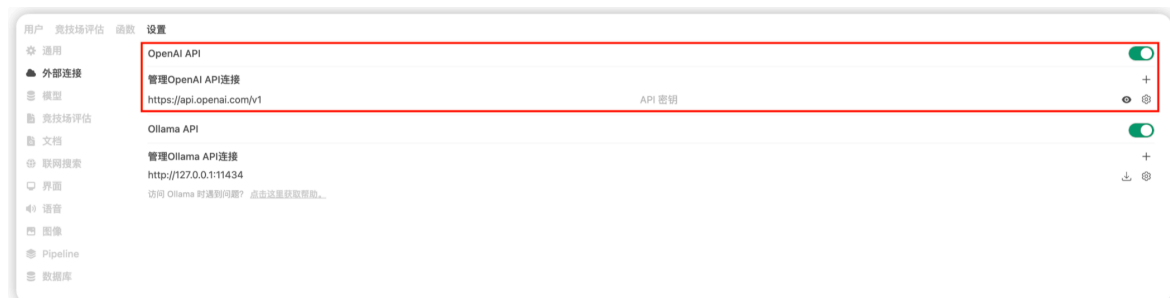 用户 竞技场评估 函数 设置
通用
外部连接
模型
竞技场评估
文档
联网搜索
界面
语音
图像
Pipeline
数据库
OpenAI API
管理OpenAI API连接
https://api.openai.com/v1 API 密钥
Ollama API
管理Ollama API连接
http://127.0.0.1:11434
访问 Ollama 时遇到问题? 点击这里获取帮助。